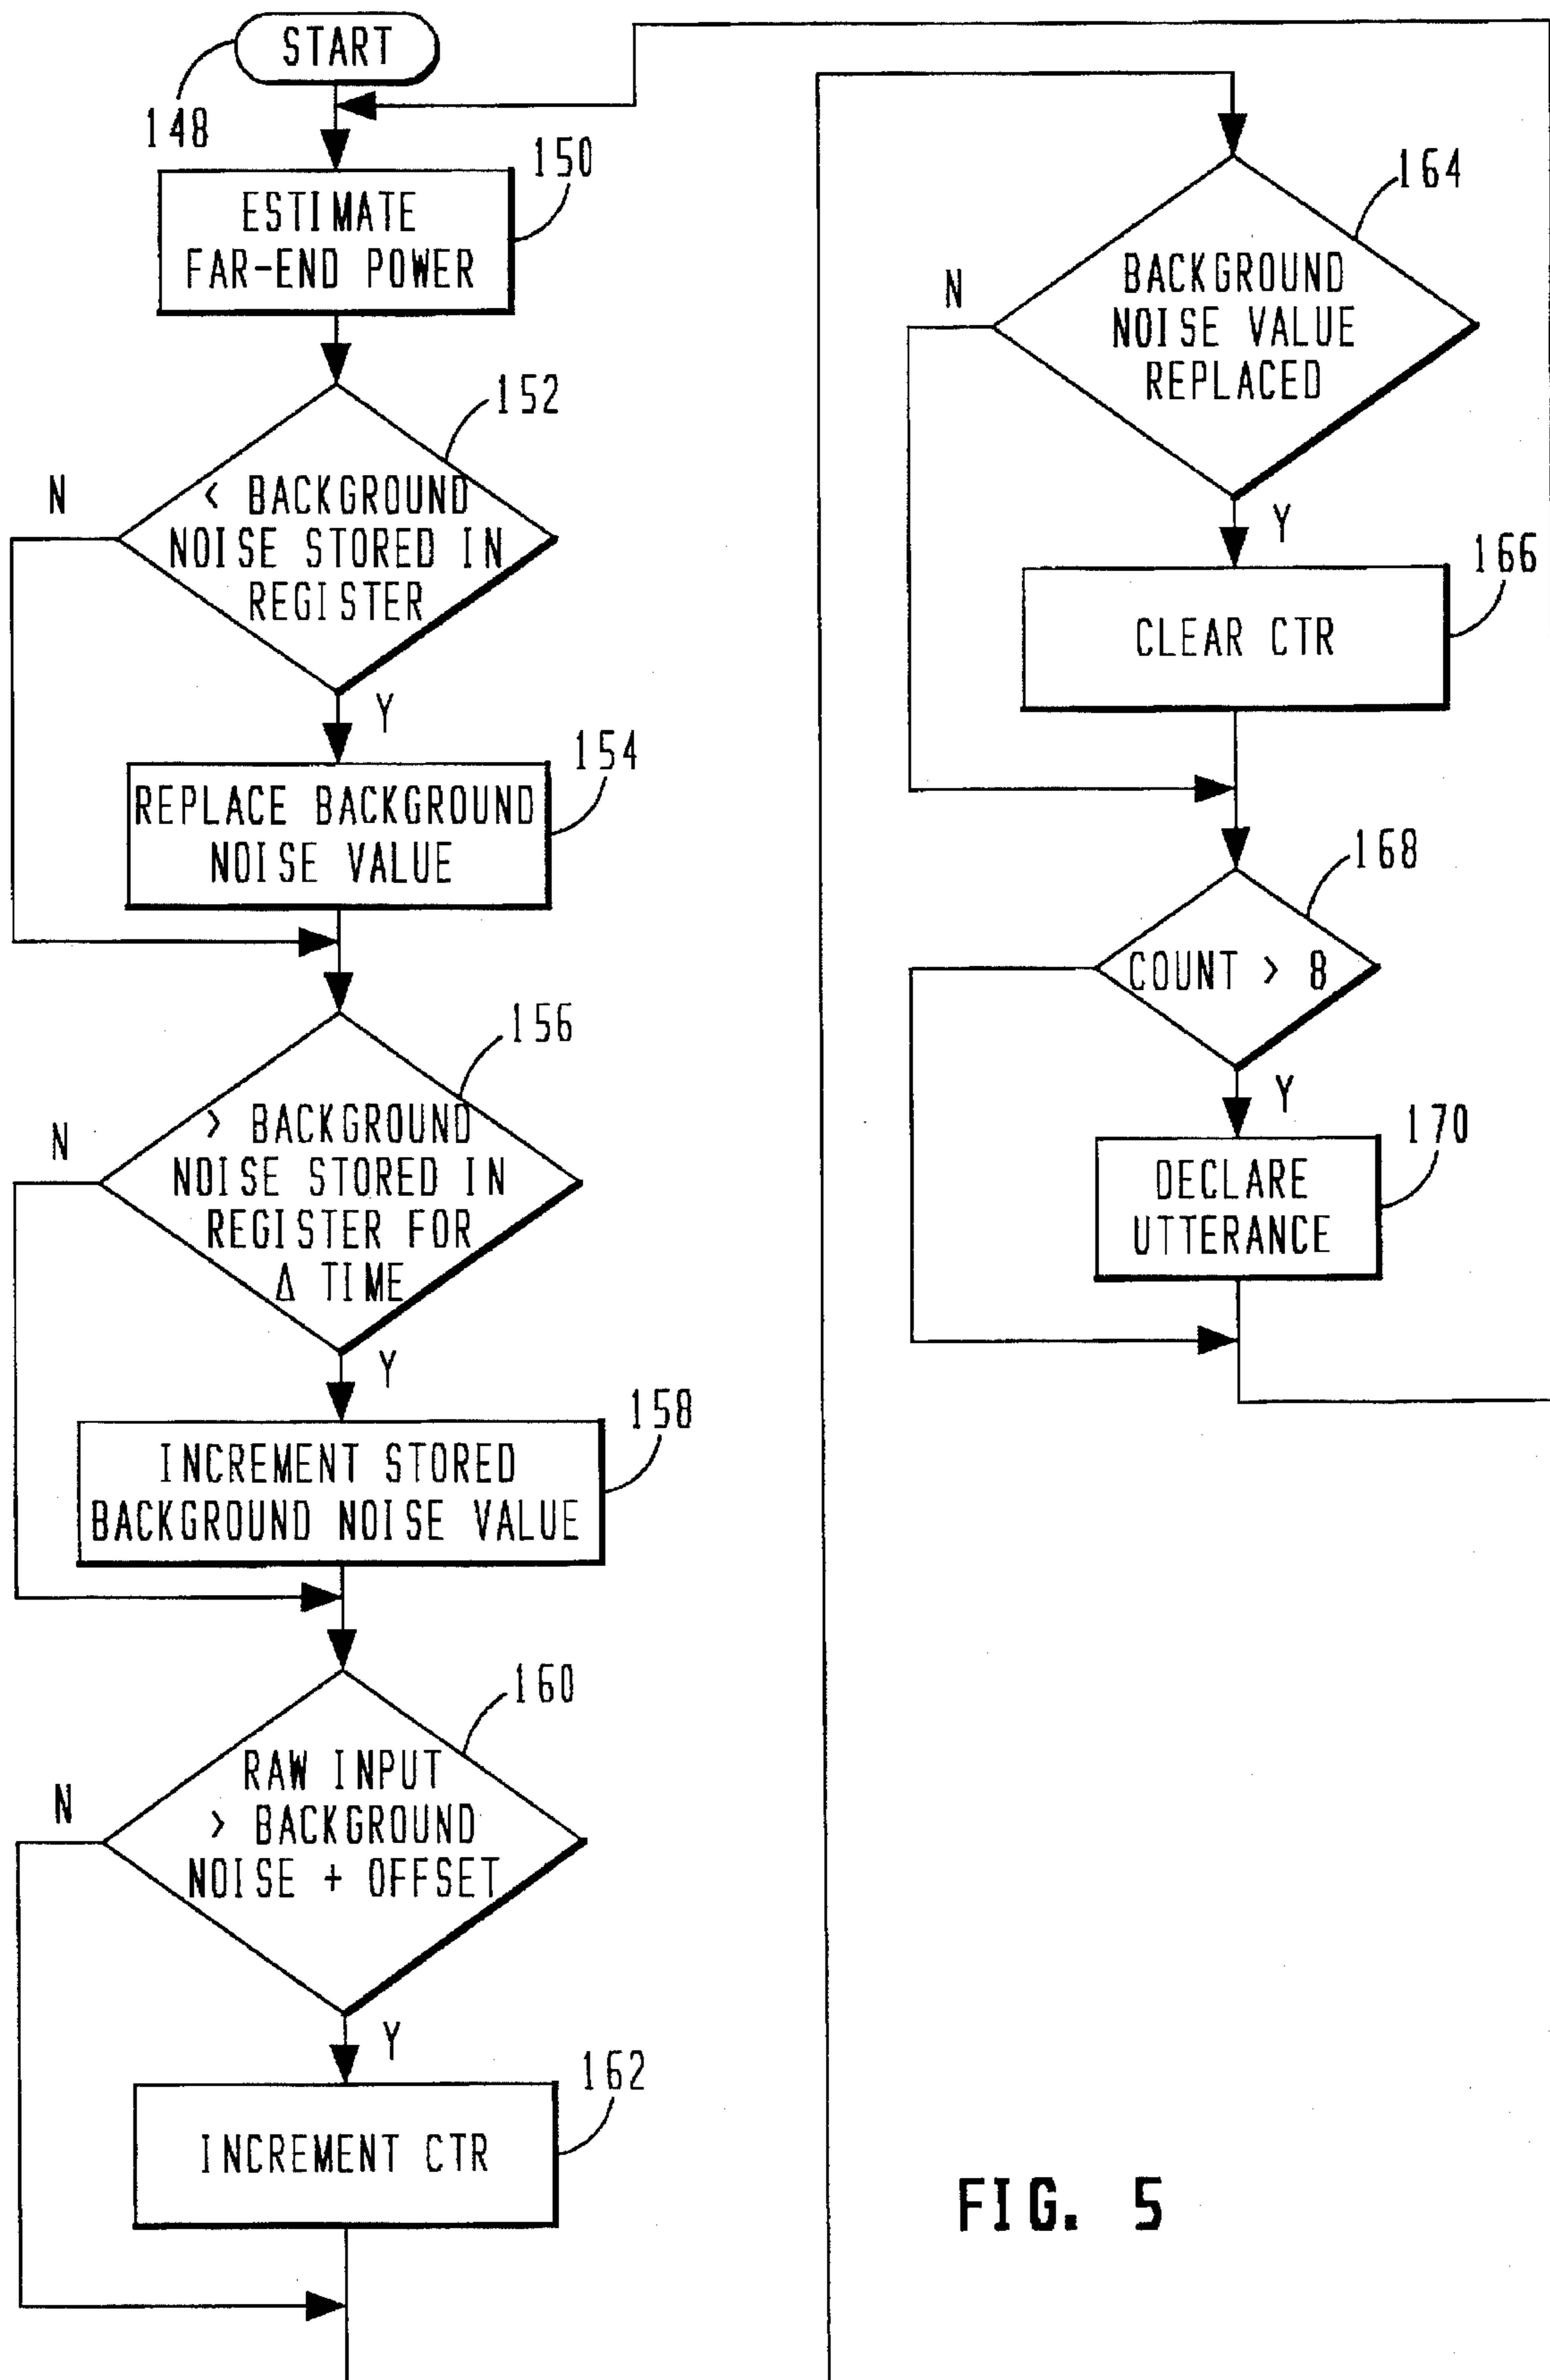 START
148
150
ESTIMATE
FAR-END POWER
152
N
< BACKGROUND
NOISE STORED IN
REGISTER
Y
154
REPLACE BACKGROUND
NOISE VALUE
156
N
> BACKGROUND
NOISE STORED IN
REGISTER FOR
Δ TIME
Y
158
INCREMENT STORED
BACKGROUND NOISE VALUE
160
N
RAW INPUT
> BACKGROUND
NOISE + OFFSET
Y
162
INCREMENT CTR
164
N
BACKGROUND
NOISE VALUE
REPLACED
Y
166
CLEAR CTR
168
COUNT > 8
Y
170
DECLARE
UTTERANCE
FIG. 5